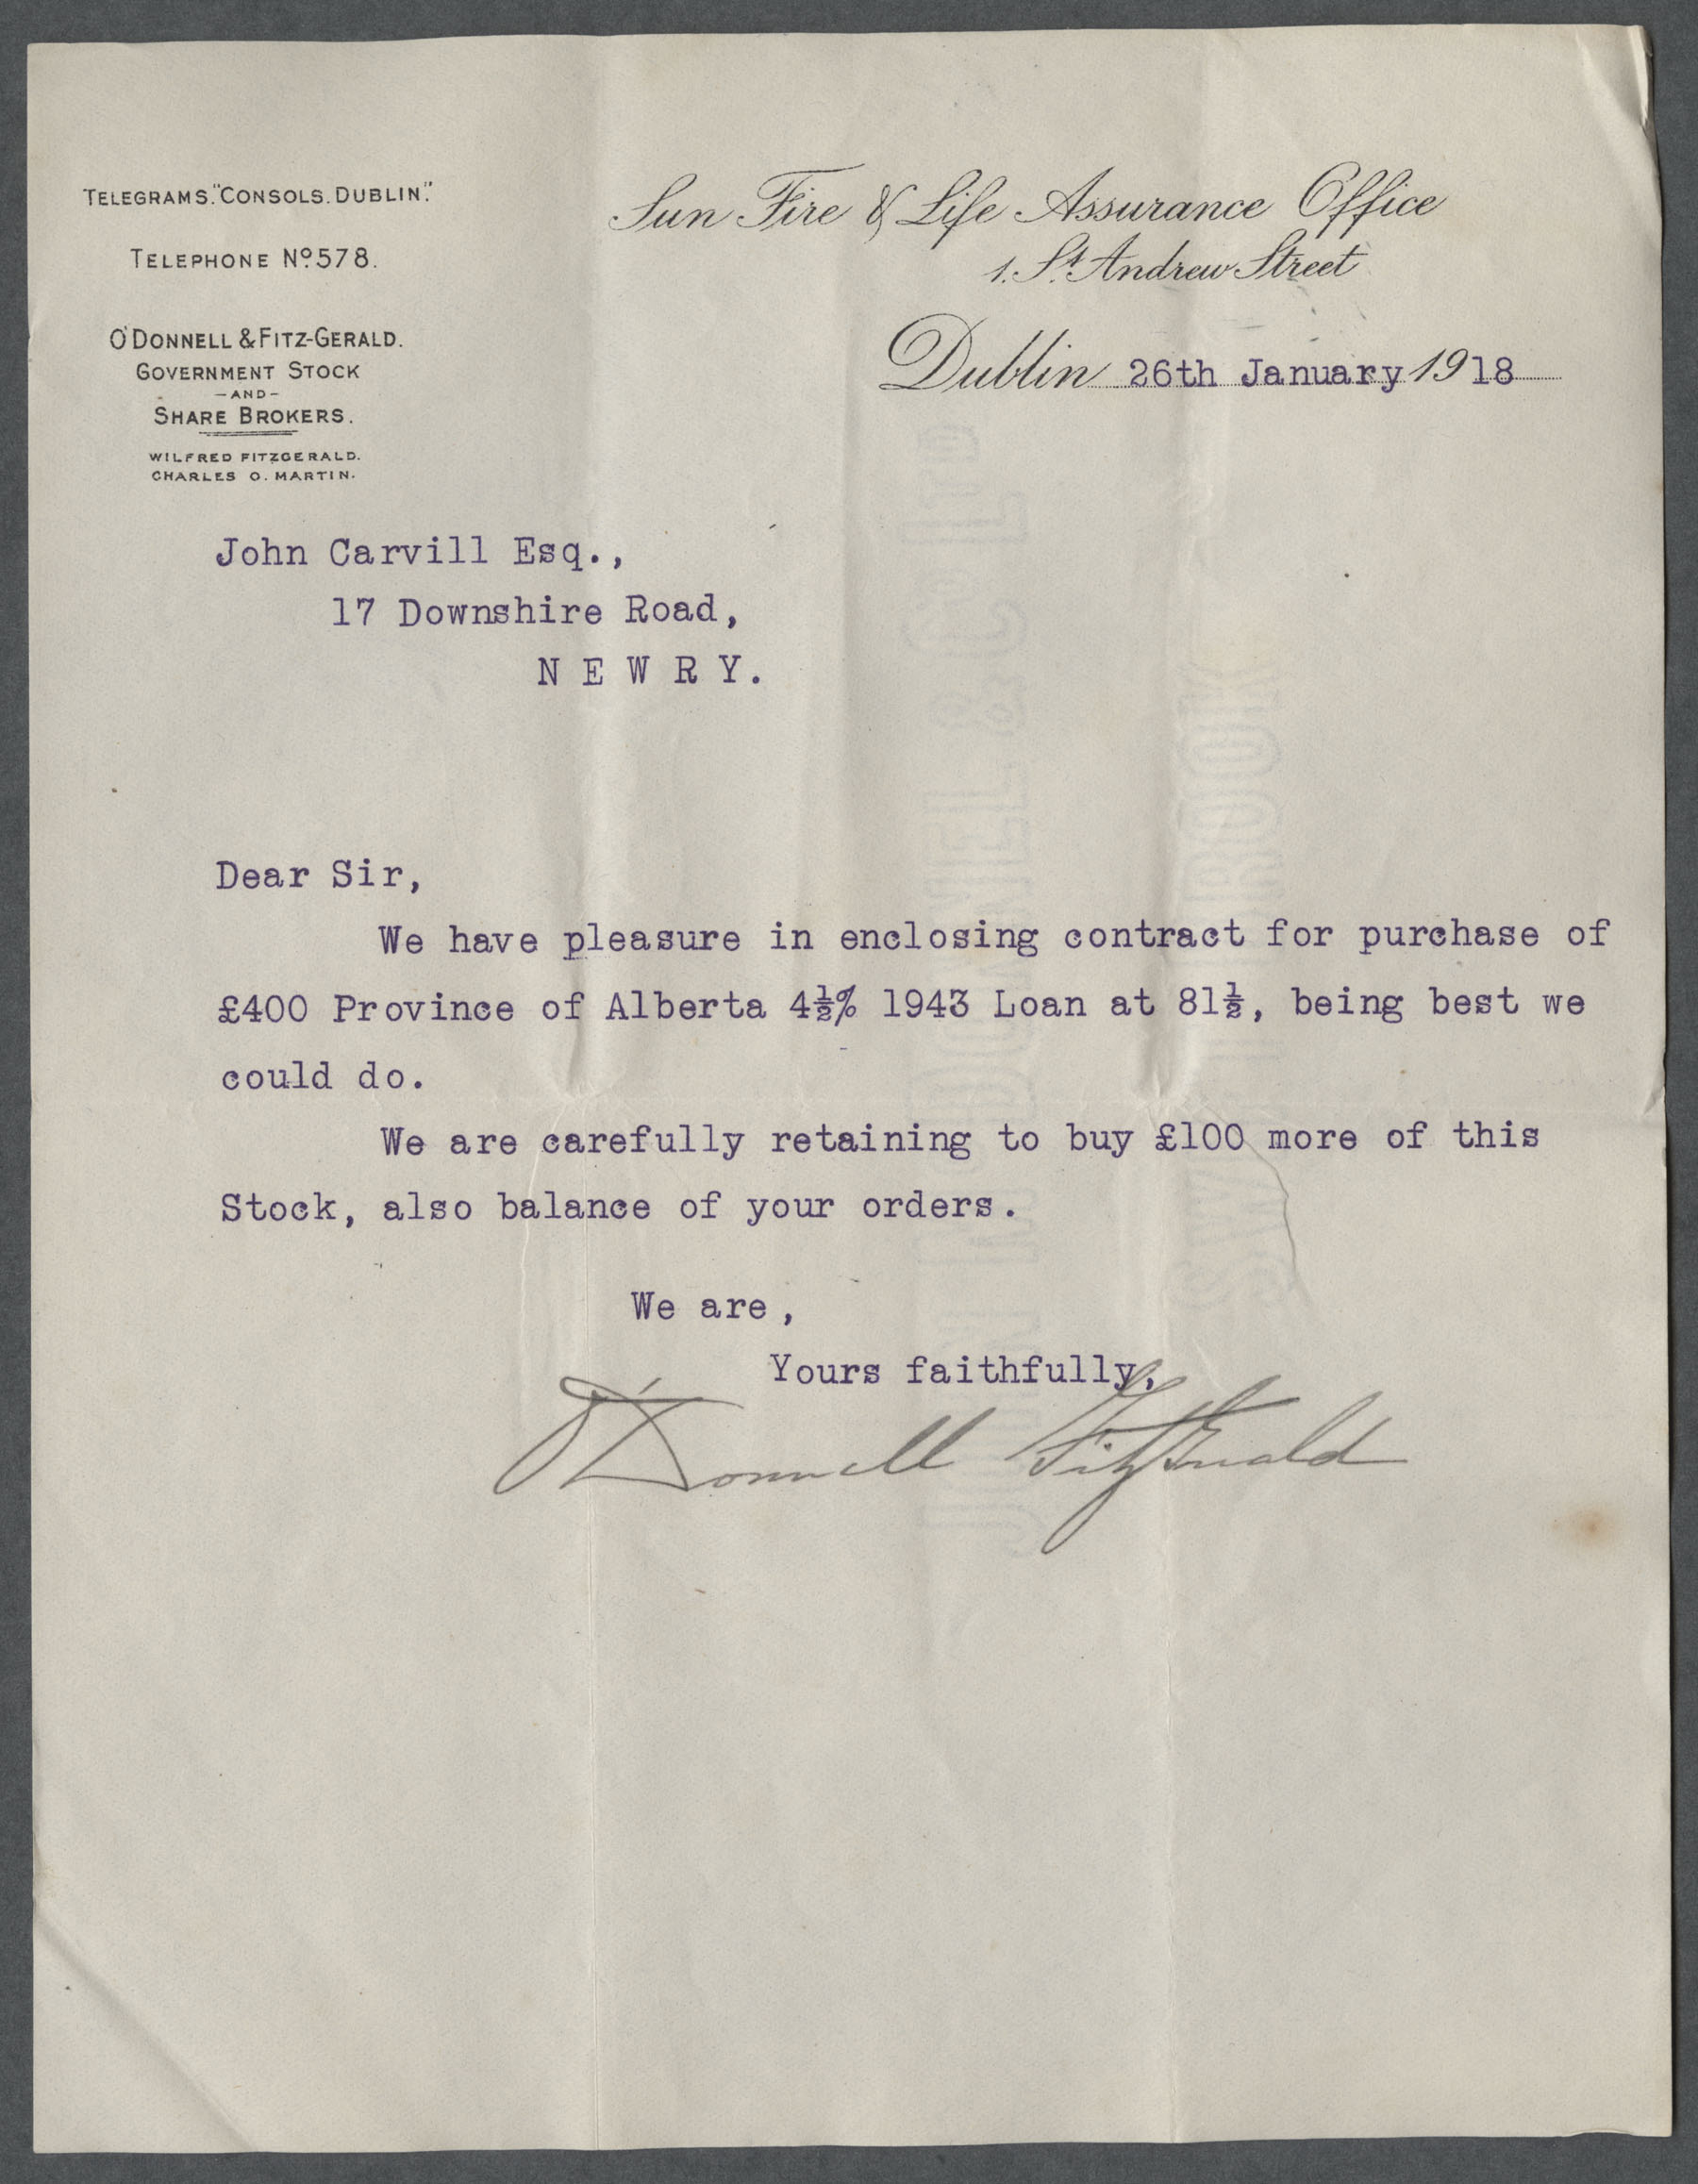 TELEGRAMS. "CONSOLS. DUBLIN."
TELEPHONE Nº 578.
O'DONNELL & FITZ-GERALD.
GOVERNMENT STOCK
-AND-
SHARE BROKERS.
WILFRED FITZGERALD.
CHARLES O. MARTIN.
Sun Fire & Life Assurance Office
1. St. Andrew Street
Dublin 26th January 1918
John Carvill Esq.,
17 Downshire Road,
N E W R Y.
Dear Sir,
We have pleasure in enclosing contract for purchase of
£400 Province of Alberta 4½% 1943 Loan at 81½, being best we
could do.
We are carefully retaining to buy £100 more of this
Stock, also balance of your orders.
We are,
Yours faithfully,
O'Donnell FitzGerald